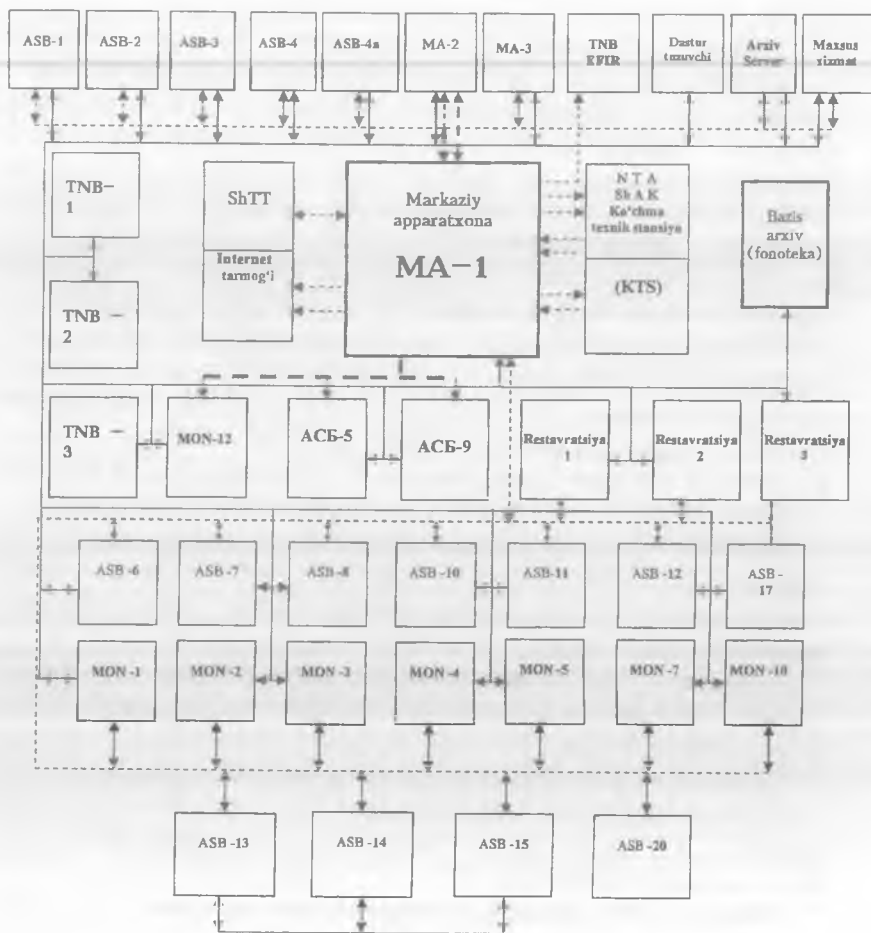 ASB-1
ASB-2
ASB-3
ASB-4
ASB-4a
MA-2
MA-3
TNB
EFIR
Dastur
tuzuvchi
Arxiv
Server
Maxsus
xizmat
TNB-
1
ShTT
Markaziy
apparatxona
MA-1
N T A
Sh A K
Ko'chma
texnik stansiya
Bazis
arxiv
(fonoteka)
Internet
tarmog'i
(KTS)
TNB -
2
TNB -
3
MON-12
АСБ-5
АСБ-9
Restavratsiya
1
Restavratsiya
2
Restavratsiya
3
ASB -6
ASB -7
ASB -8
ASB -10
ASB-11
ASB -12
ASB -
17
MON -1
MON -2
MON -3
MON -4
MON -5
MON -7
MON -10
ASB -13
ASB -14
ASB -15
ASB -20